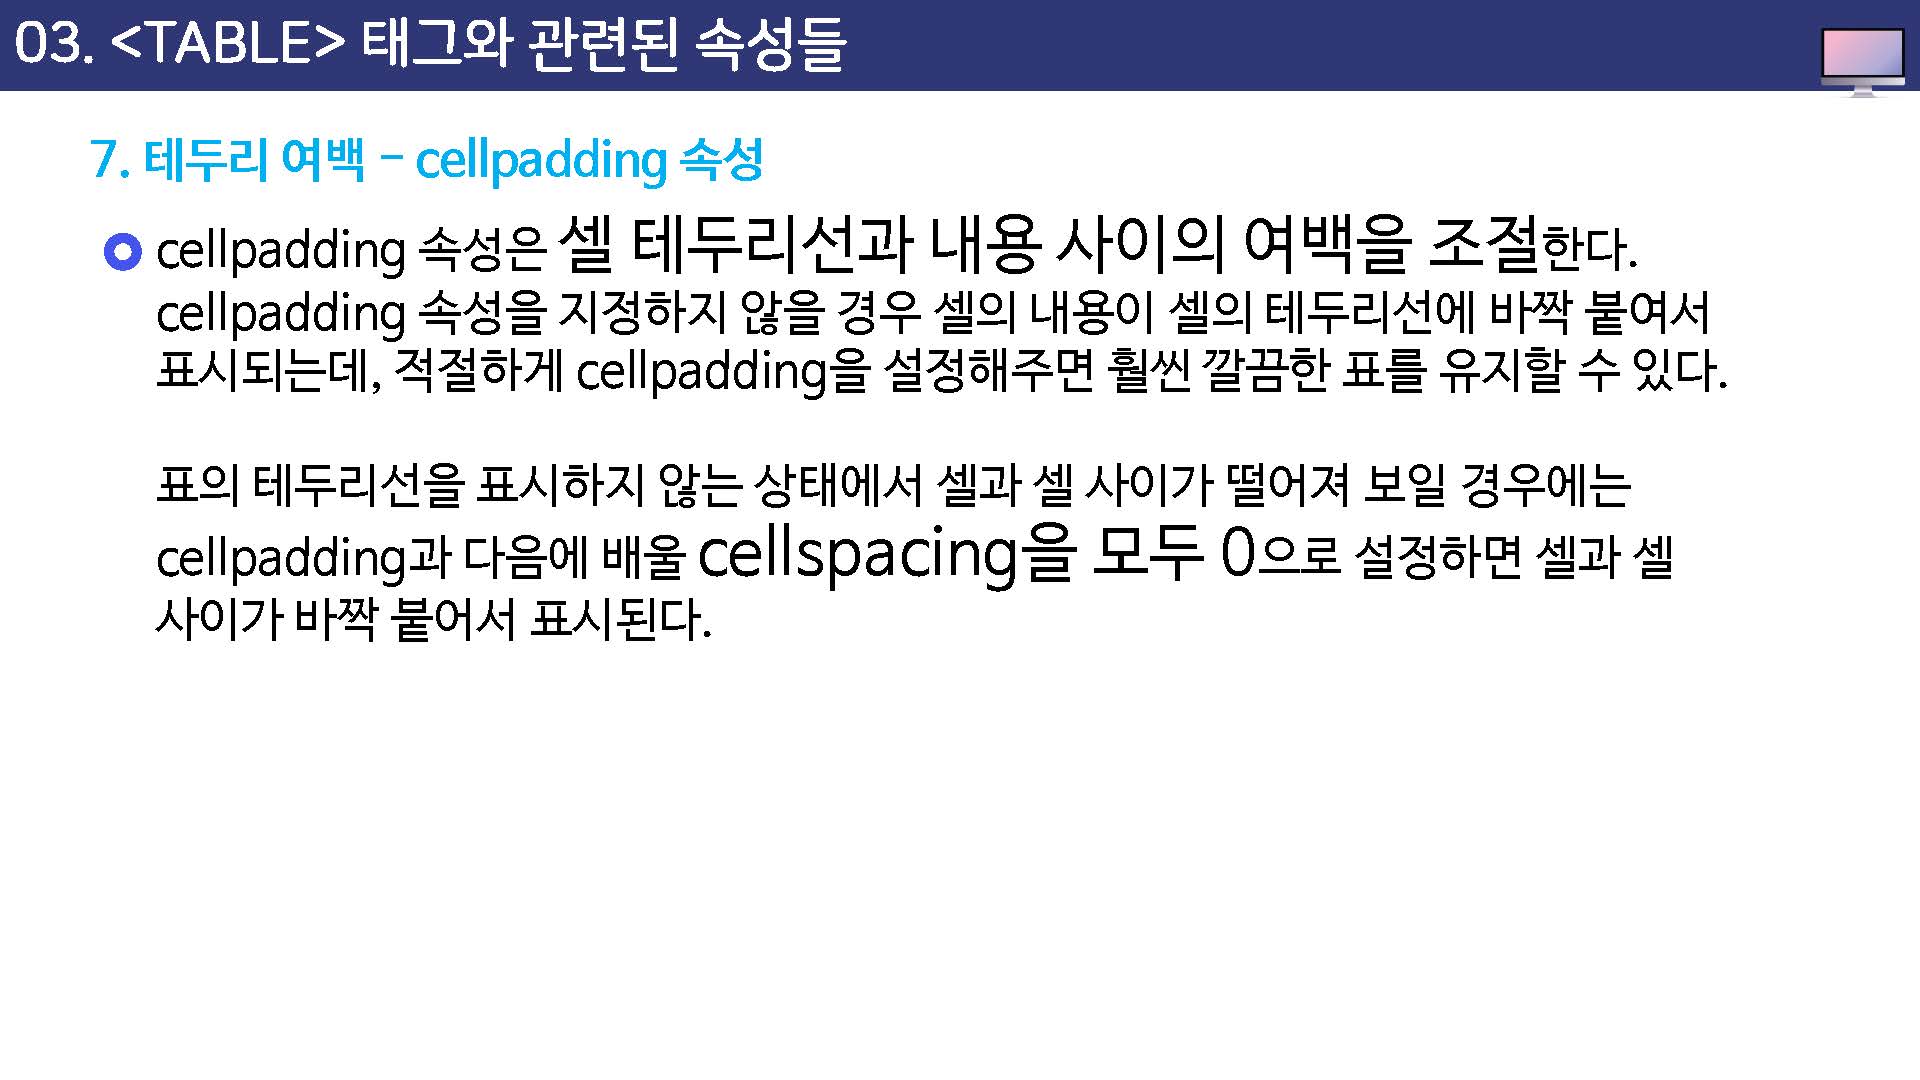 03. <TABLE> 태그와 관련된 속성들
7. 테두리 여백 - cellpadding 속성
cellpadding 속성은 셀 테두리선과 내용 사이의 여백을 조절한다.
cellpadding 속성을 지정하지 않을 경우 셀의 내용이 셀의 테두리선에 바짝 붙여서
표시되는데, 적절하게 cellpadding을 설정해주면 훨씬 깔끔한 표를 유지할 수 있다.
표의 테두리선을 표시하지 않는 상태에서 셀과 셀 사이가 떨어져 보일 경우에는
cellpadding과 다음에 배울 cellspacing을 모두 0으로 설정하면 셀과 셀
사이가 바짝 붙어서 표시된다.